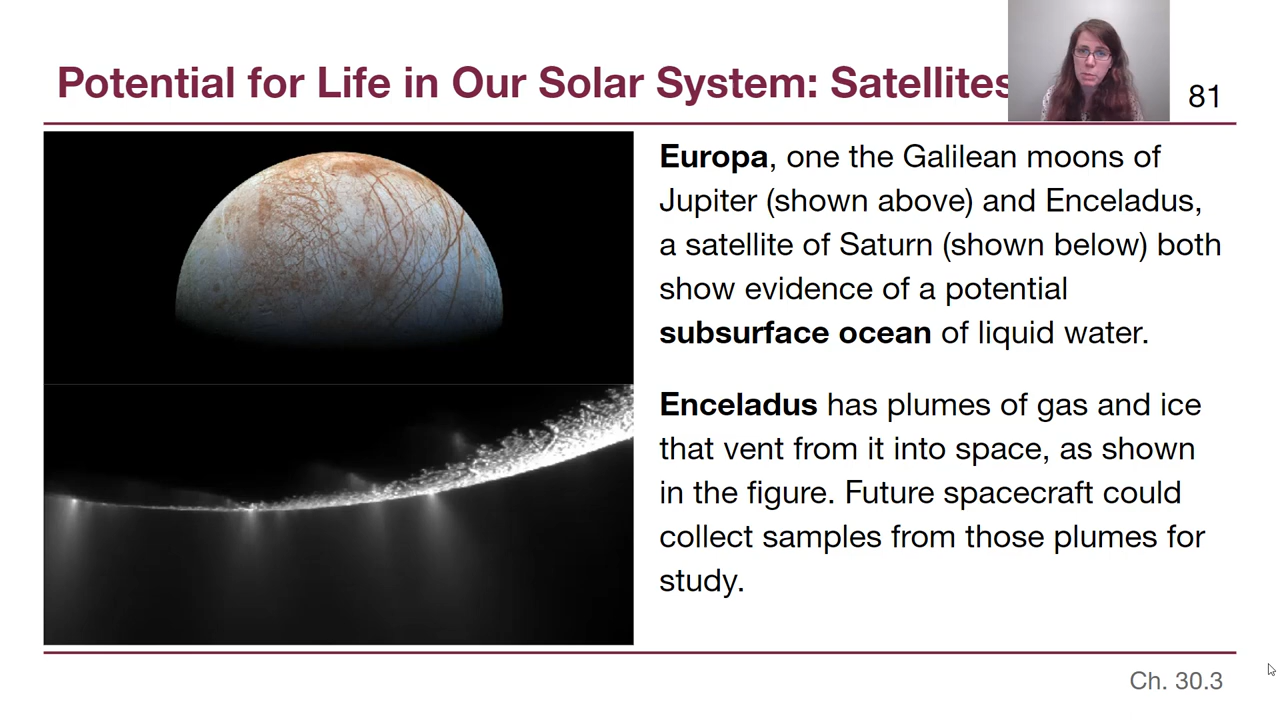 Potential for Life in Our Solar System: Satellites
81
Europa, one the Galilean moons of
Jupiter (shown above) and Enceladus,
a satellite of Saturn (shown below) both
show evidence of a potential
subsurface ocean of liquid water.
Enceladus has plumes of gas and ice
that vent from it into space, as shown
in the figure. Future spacecraft could
collect samples from those plumes for
study.
Ch. 30.3